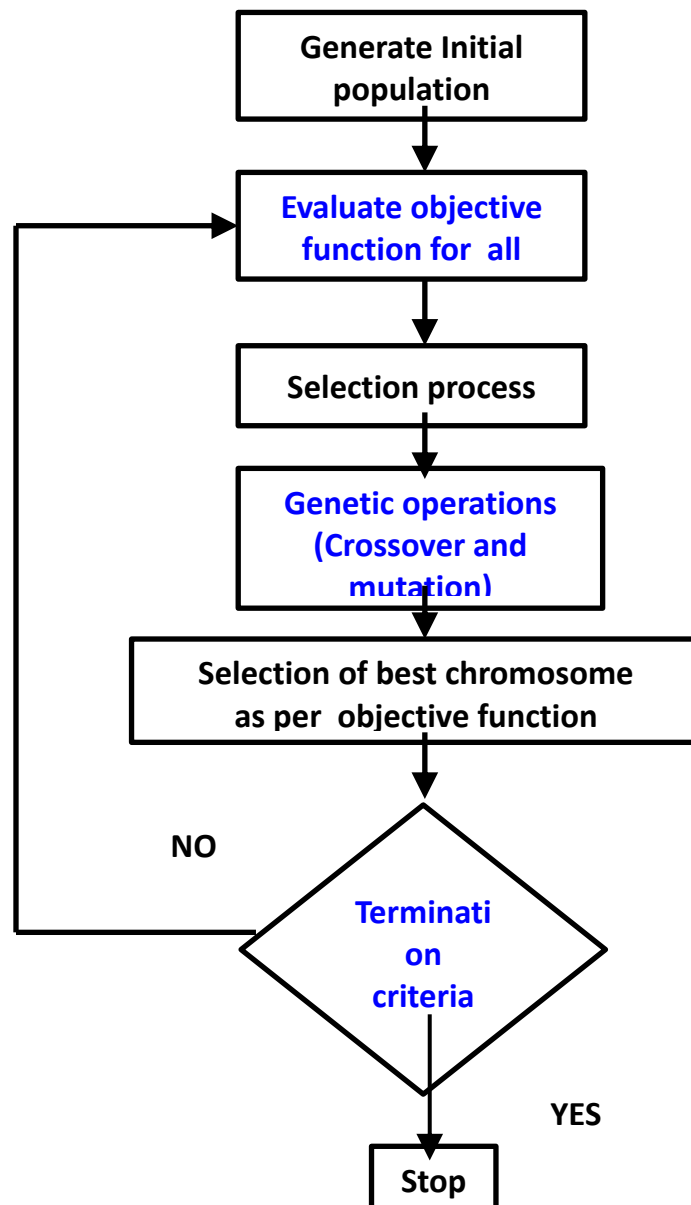 Generate Initial
population
Evaluate objective
function for all
Selection process
Genetic operations
(Crossover and
mutation)
Selection of best chromosome
as per objective function
NO
Terminati
on
criteria
YES
Stop